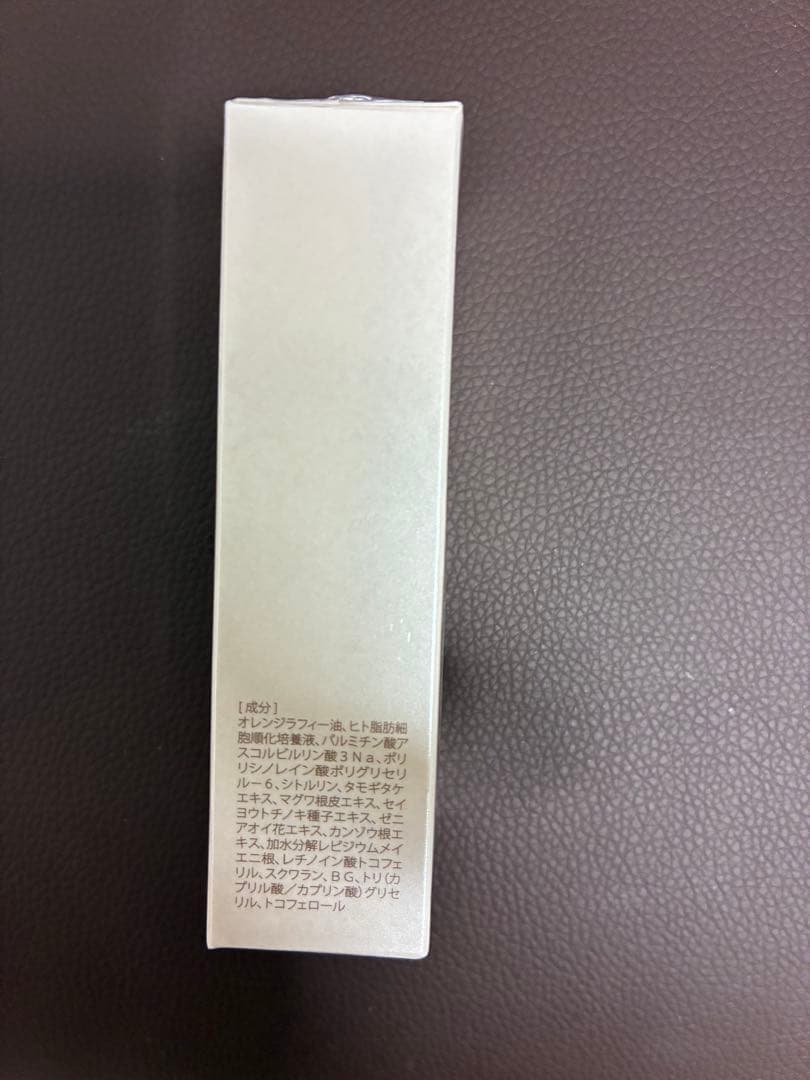 [成分]
オレンジラフィー油、ヒト脂肪細
胞順化培養液、パルミチン酸ア
スコルビルリン酸3Na、ポリ
リシノレイン酸ポリグリセリ
ルー6、シトルリン、タモギタケ
エキス、マグワ根皮エキス、セイ
ヨウトチノキ種子エキス、ゼニ
アオイ花エキス、カンゾウ根エ
キス、加水分解レピジウムメイ
エニ根、レチノイン酸トコフェ
リル、スクワラン、BG、トリ(カ
プリル酸/カプリン酸)グリセ
リル、トコフェロール